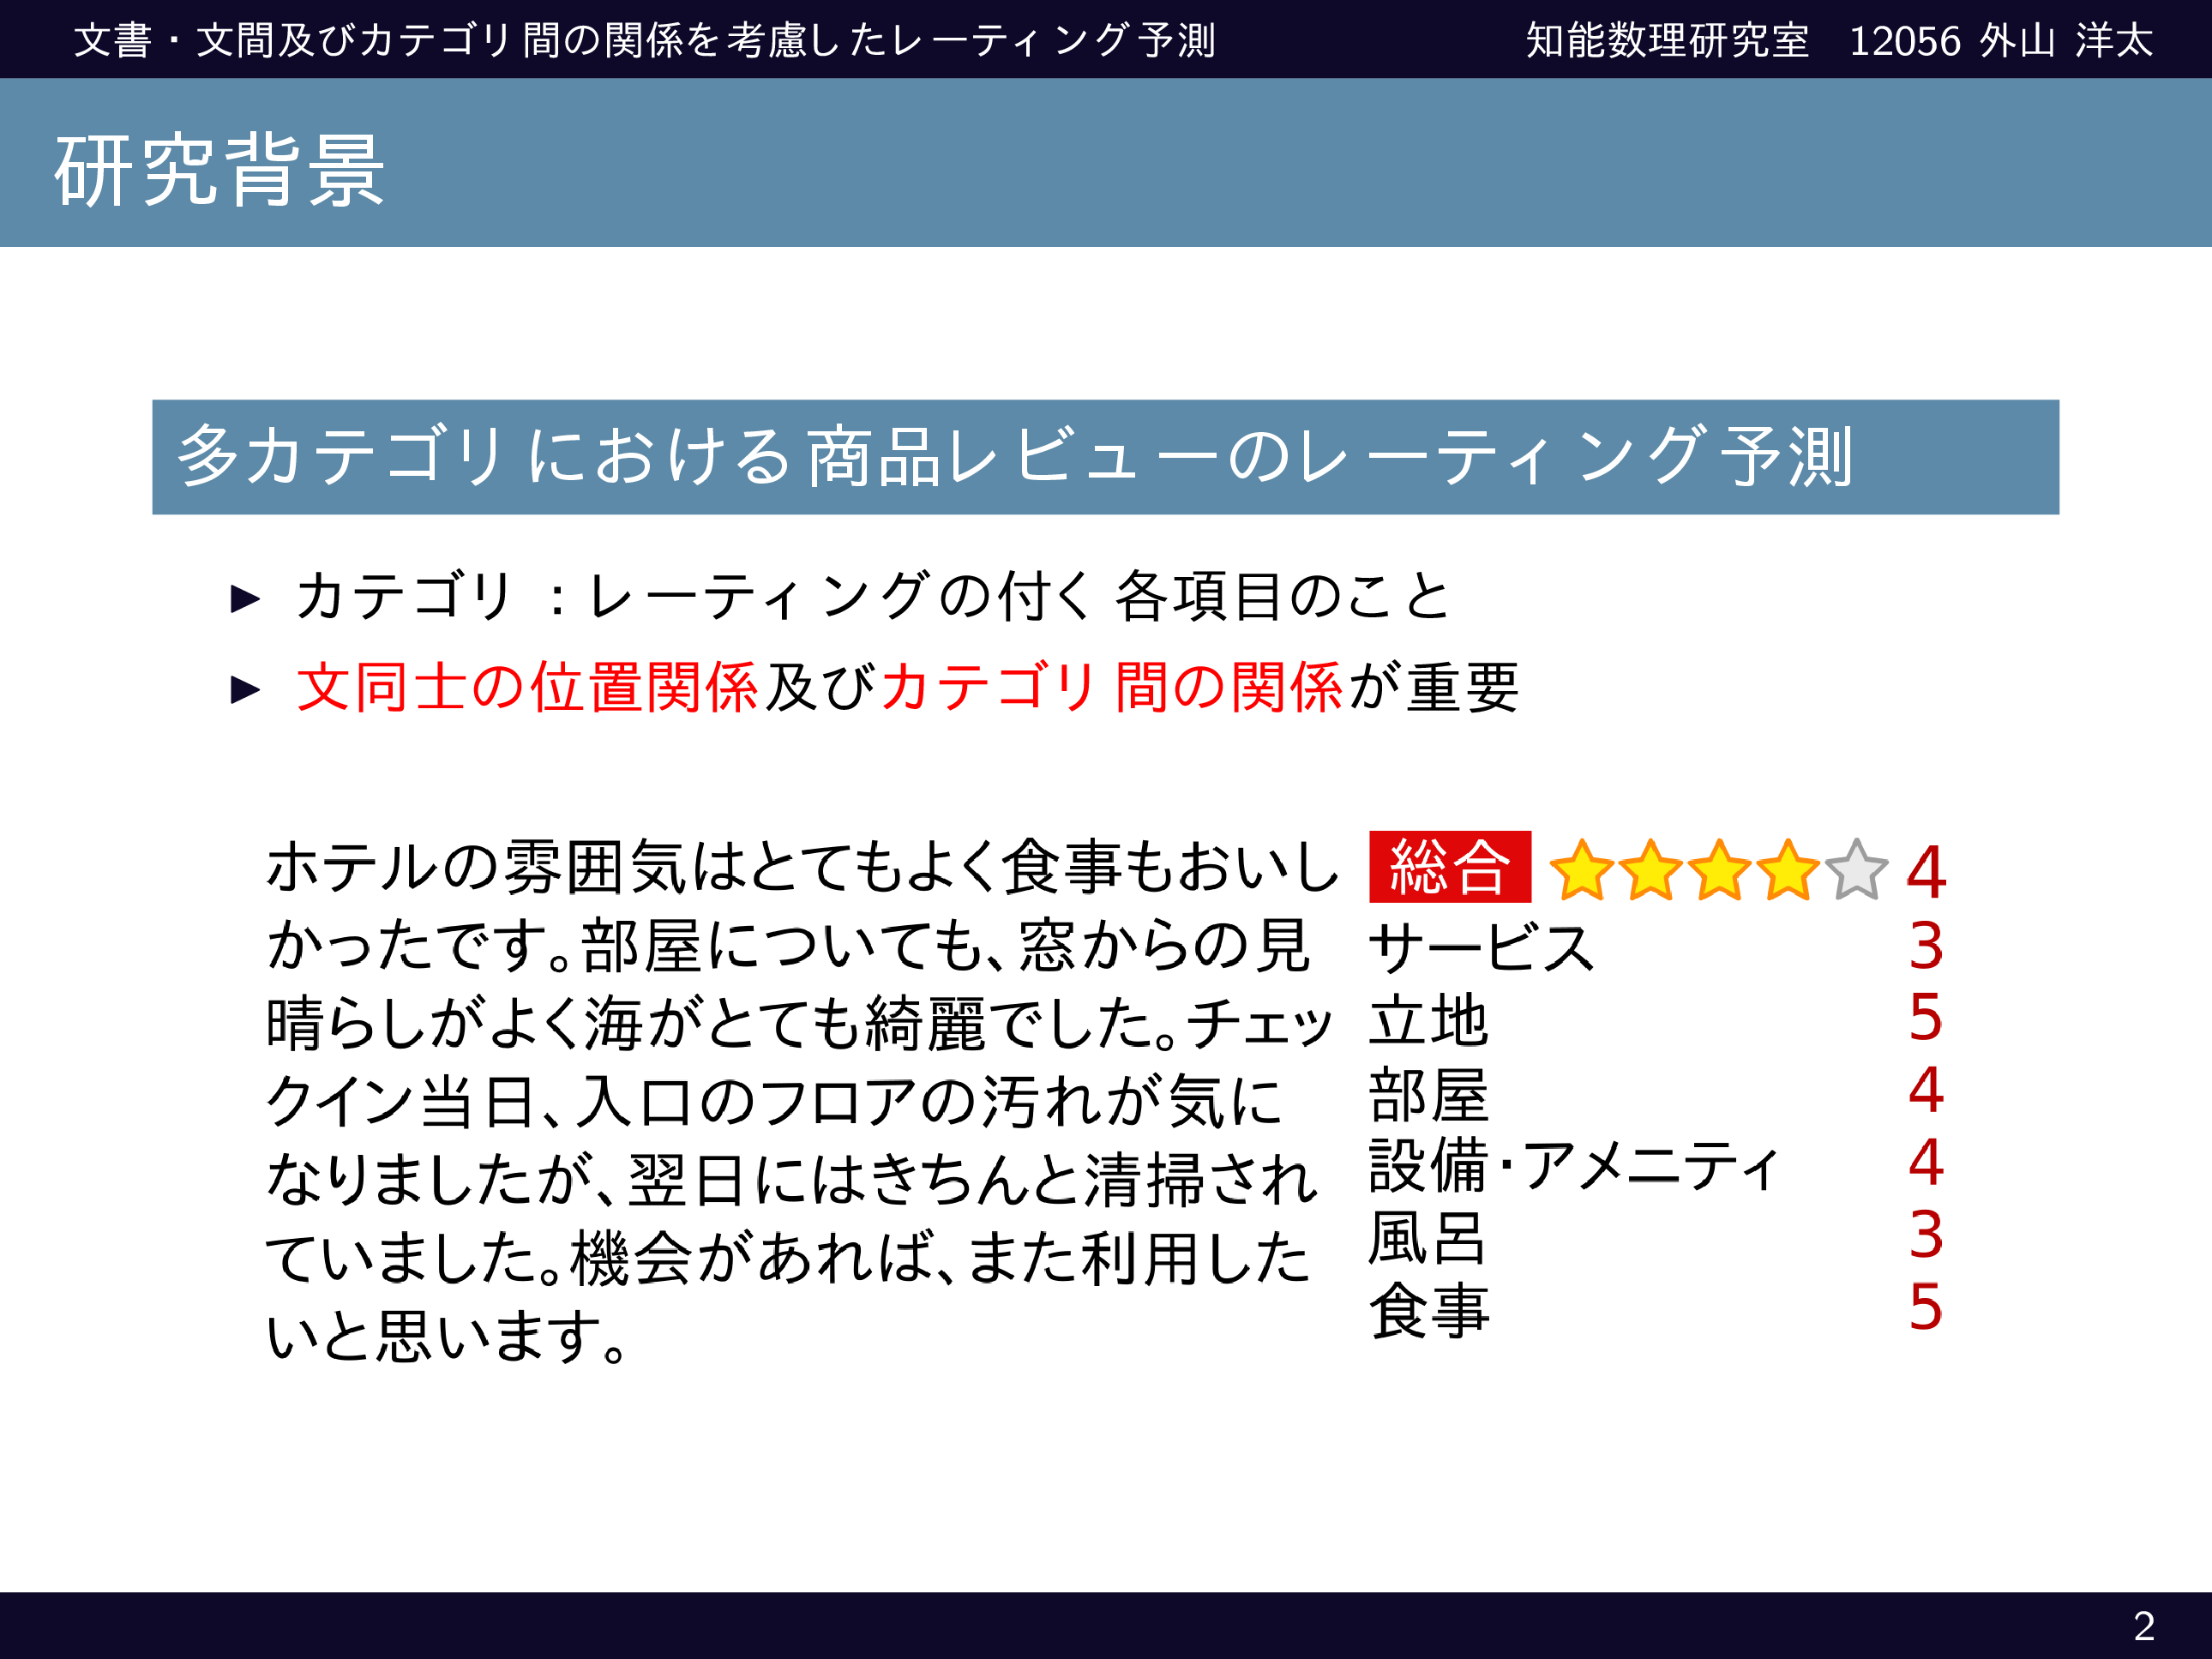 文書・文間及びカテゴリ間の関係を考慮したレーティング予測
知能数理研究室 12056 外山 洋太
研究背景
多カテゴリにおける商品レビューのレーティング予測
カテゴリ:レーティングの付く各項目のこと
文同士の位置関係及びカテゴリ間の関係が重要
ホテルの雰囲気はとてもよく食事もおいし
かったです。部屋についても、窓からの見
晴らしがよく海がとても綺麗でした。チェッ
クイン当日、入口のフロアの汚れが気に
なりましたが、翌日にはきちんと清掃され
ていました。機会があれば、また利用した
いと思います。
総合 4
サービス 3
立地 5
部屋 4
設備・アメニティ 4
風呂 3
食事 5
2